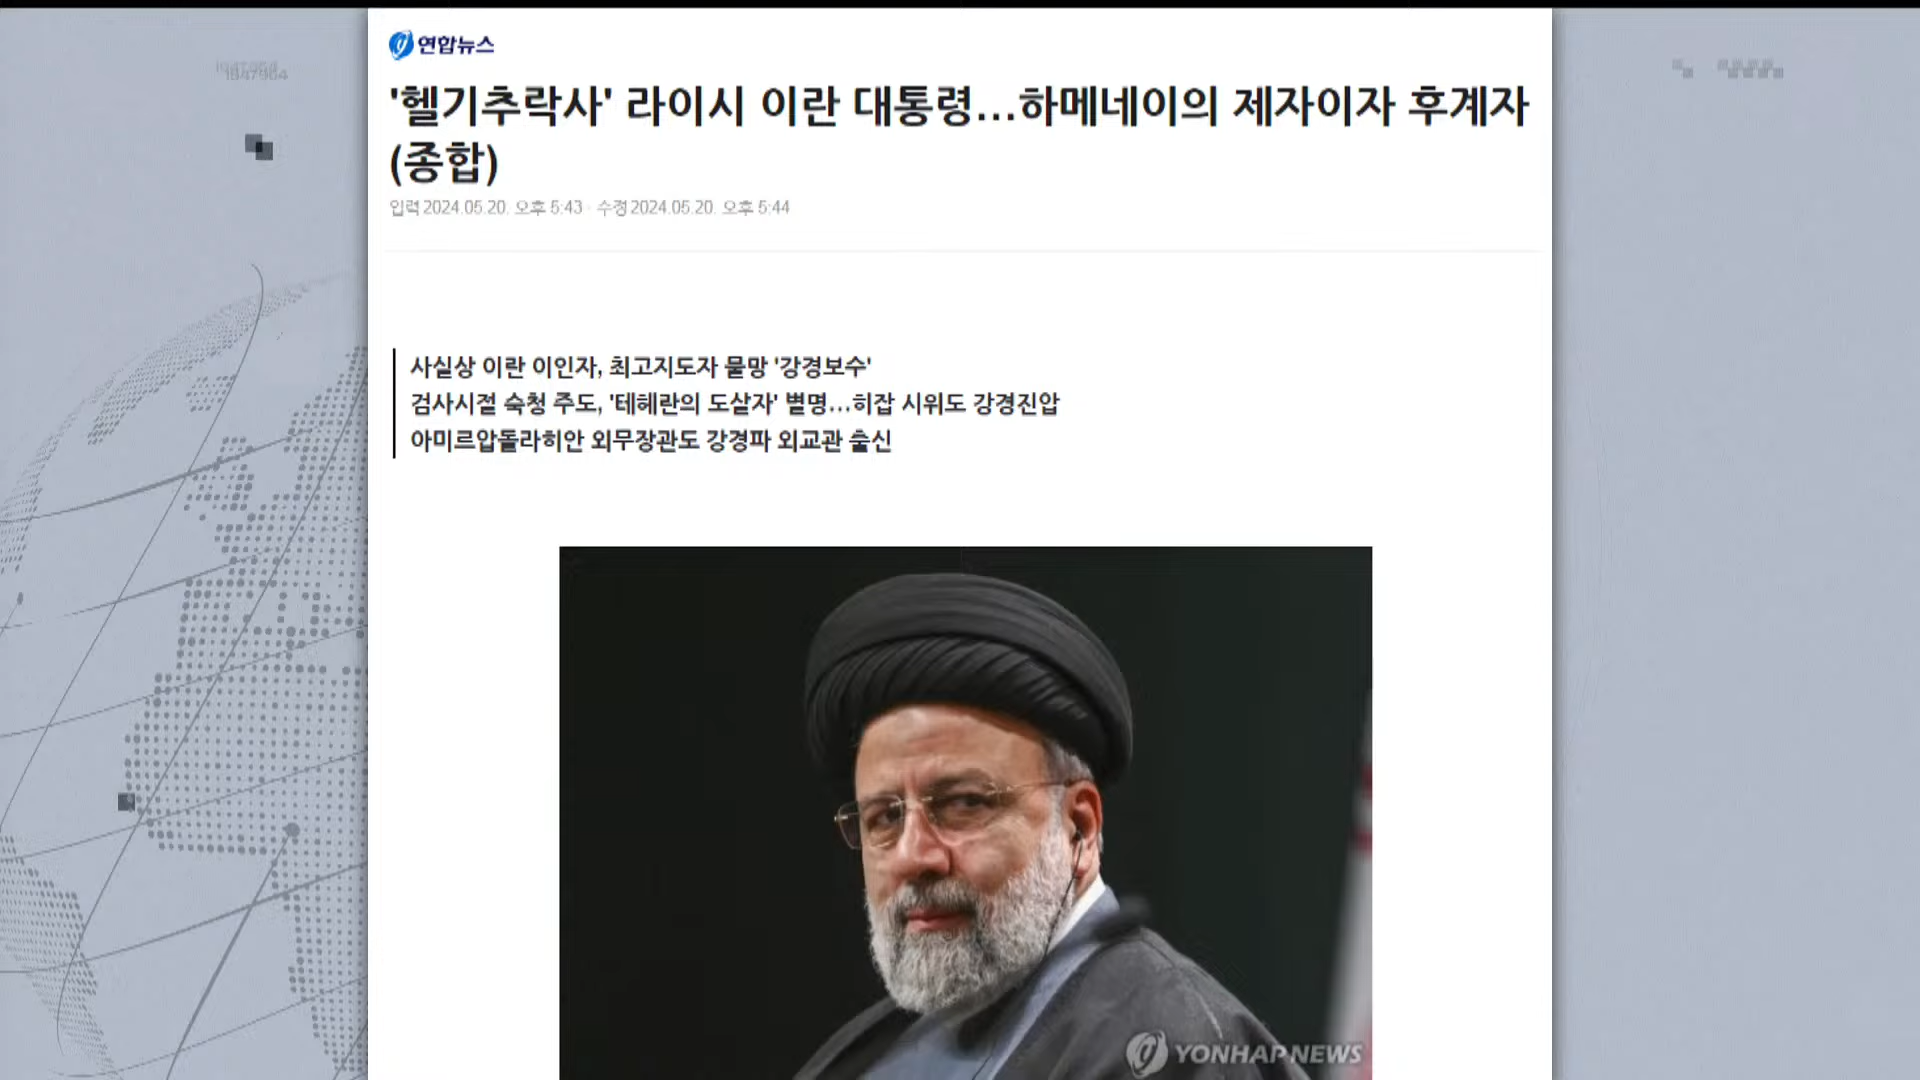 1947964
1947964
연합뉴스
'헬기추락사' 라이시 이란 대통령...하메네이의 제자이자 후계자
(종합)
입력 2024.05.20. 오후 5:43 · 수정 2024.05.20. 오후 5:44
사실상 이란 이인자, 최고지도자 물망 '강경보수'
검사시절 숙청 주도, '테헤란의 도살자' 별명...히잡 시위도 강경진압
아미르압돌라히안 외무장관도 강경파 외교관 출신
YONHAP NEWS